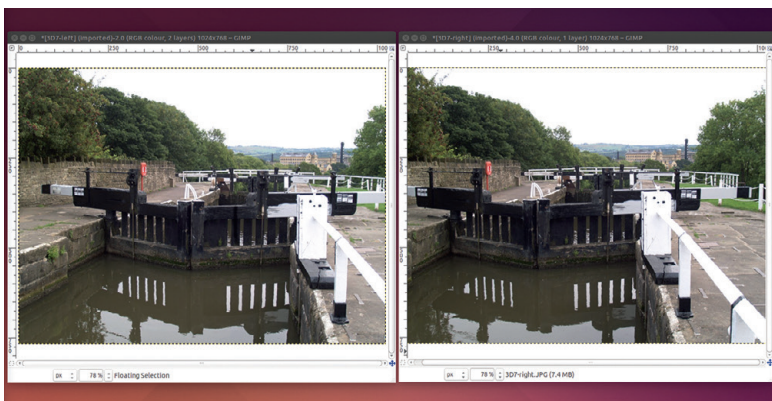 *[3D7-left] (imported)-2.0 (RGB colour, 2 layers) 1024x768 – GIMP
0 250 500 750 100
px 78 % Floating Selection
*[3D7-right] (imported)-4.0 (RGB colour, 1 layer) 1024x768 – GIMP
250 500 750
px 78 % 3D7-right.JPG (7.4 MB)